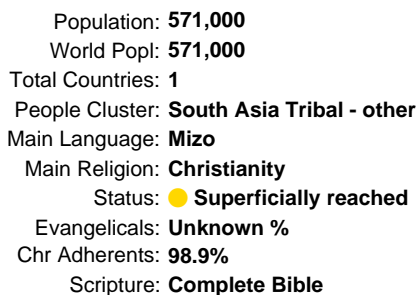 Population: 571,000
World Popl: 571,000
Total Countries: 1
People Cluster: South Asia Tribal - other
Main Language: Mizo
Main Religion: Christianity
Status: Superficially reached
Evangelicals: Unknown %
Chr Adherents: 98.9%
Scripture: Complete Bible